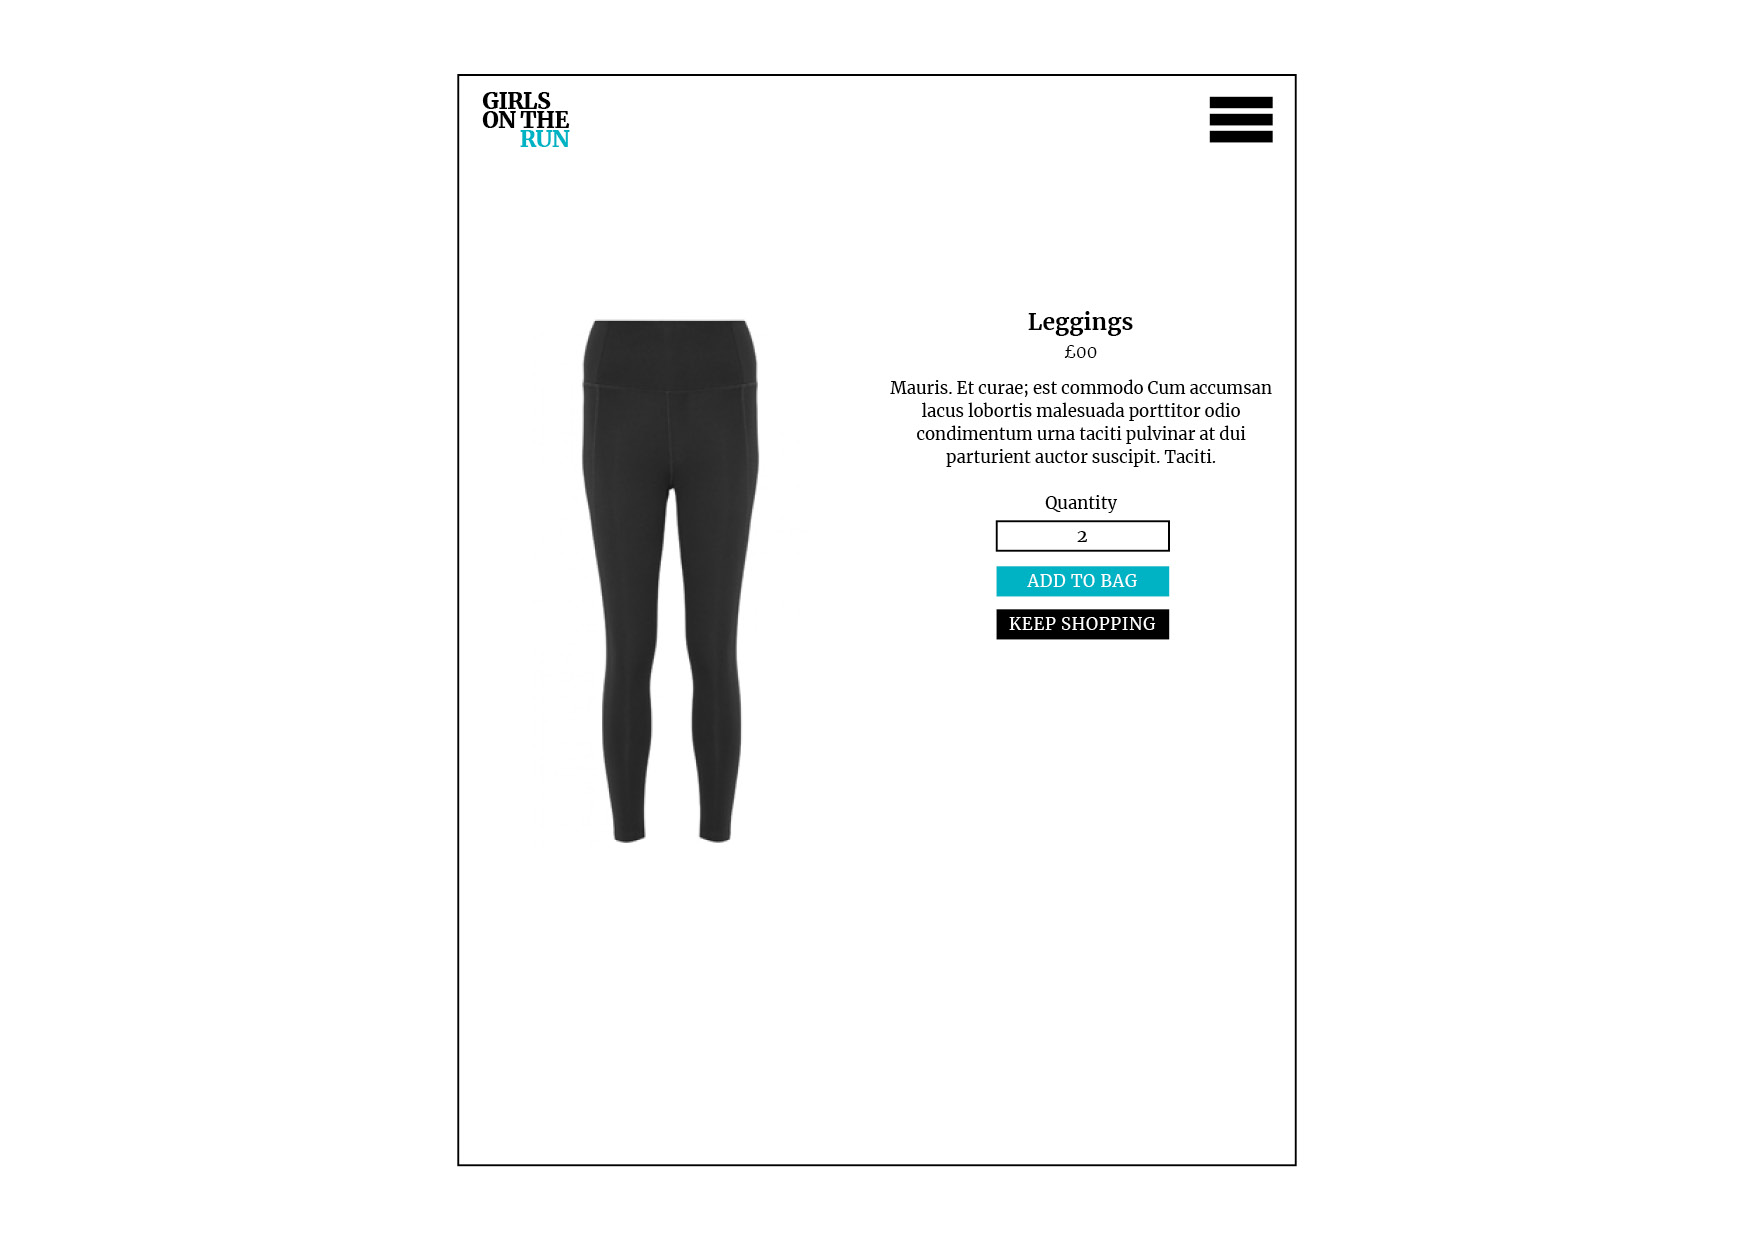 GIRLS
ON THE
RUN
Leggings
£00
Mauris. Et curae; est commodo Cum accumsan
lacus lobortis malesuada porttitor odio
condimentum urna taciti pulvinar at dui
parturient auctor suscipit. Taciti.
Quantity
2
ADD TO BAG
KEEP SHOPPING